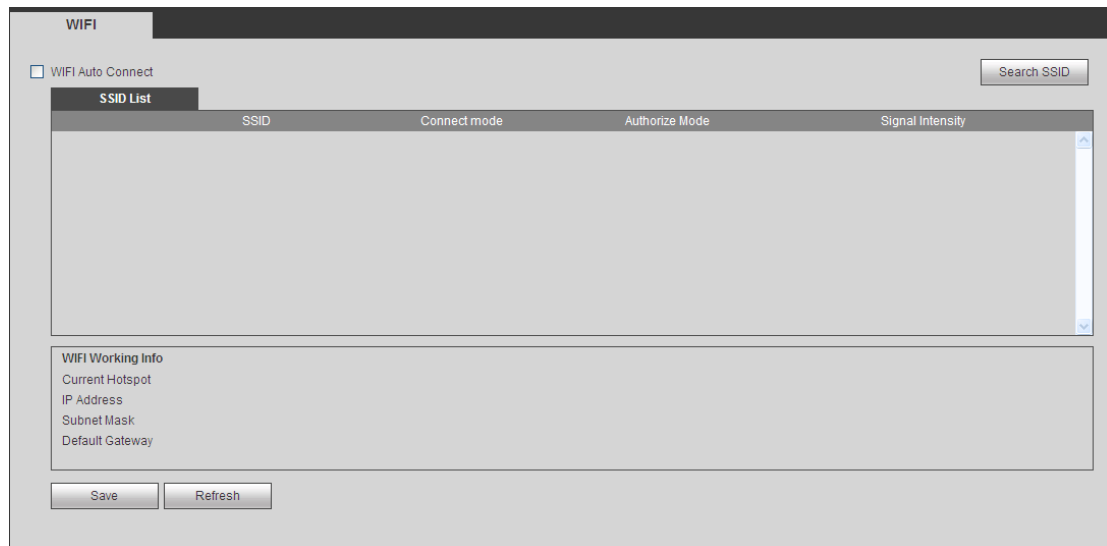 WIFI
WIFI Auto Connect Search SSID
SSID List
SSID Connect mode Authorize Mode Signal Intensity
WIFI Working Info
Current Hotspot
IP Address
Subnet Mask
Default Gateway
Save Refresh